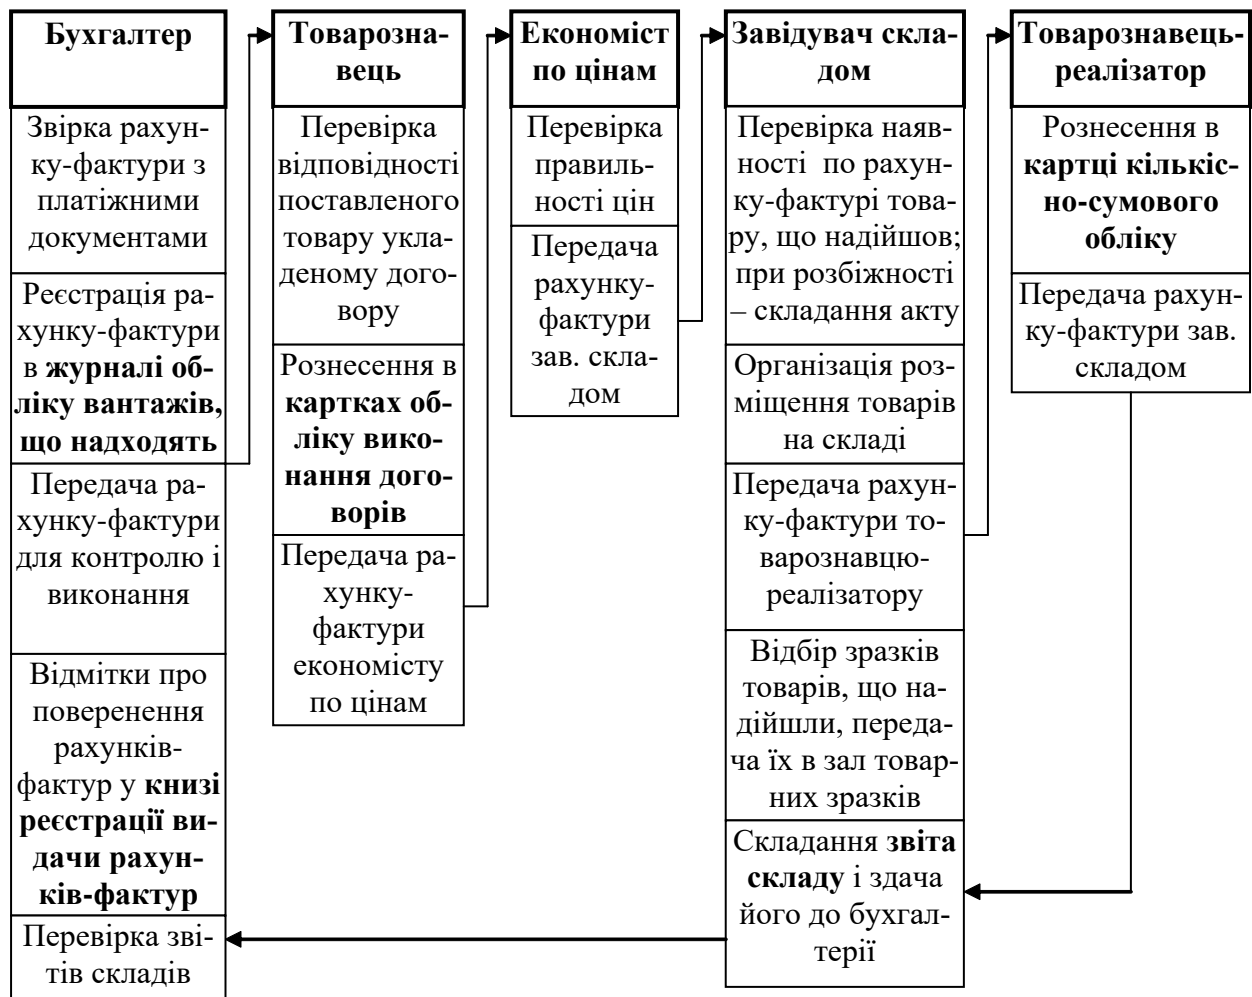 Бухгалтер
Звірка рахун-
ку-фактури з
платіжними
документами
Реєстрація ра-
хунку-фактури
в журналі об-
ліку вантажів,
що надходять
Передача ра-
хунку-фактури
для контролю і
виконання
Відмітки про
поверенення
рахунків-
фактур у книзі
реєстрації ви-
дачи рахун-
ків-фактур
Перевірка зві-
тів складів
Товарозна-
вець
Перевірка
відповідності
поставленого
товару укла-
деному дого-
вору
Рознесення в
картках об-
ліку вико-
нання дого-
ворів
Передача ра-
хунку-
фактури
економісту
по цінам
Економіст
по цінам
Перевірка
правиль-
ності цін
Передача
рахунку-
фактури
зав. скла-
дом
Завідувач скла-
дом
Перевірка наяв-
ності по рахун-
ку-фактурі това-
ру, що надійшов;
при розбіжності
– складання акту
Організація роз-
міщення товарів
на складі
Передача рахун-
ку-фактури то-
варознавцю-
реалізатору
Відбір зразків
товарів, що на-
дійшли, переда-
ча їх в зал товар-
них зразків
Складання звіта
складу і здача
його до бухгал-
терії
Товарознавець-
реалізатор
Рознесення в
картці кількіс-
но-сумового
обліку
Передача рахун-
ку-фактури зав.
складом